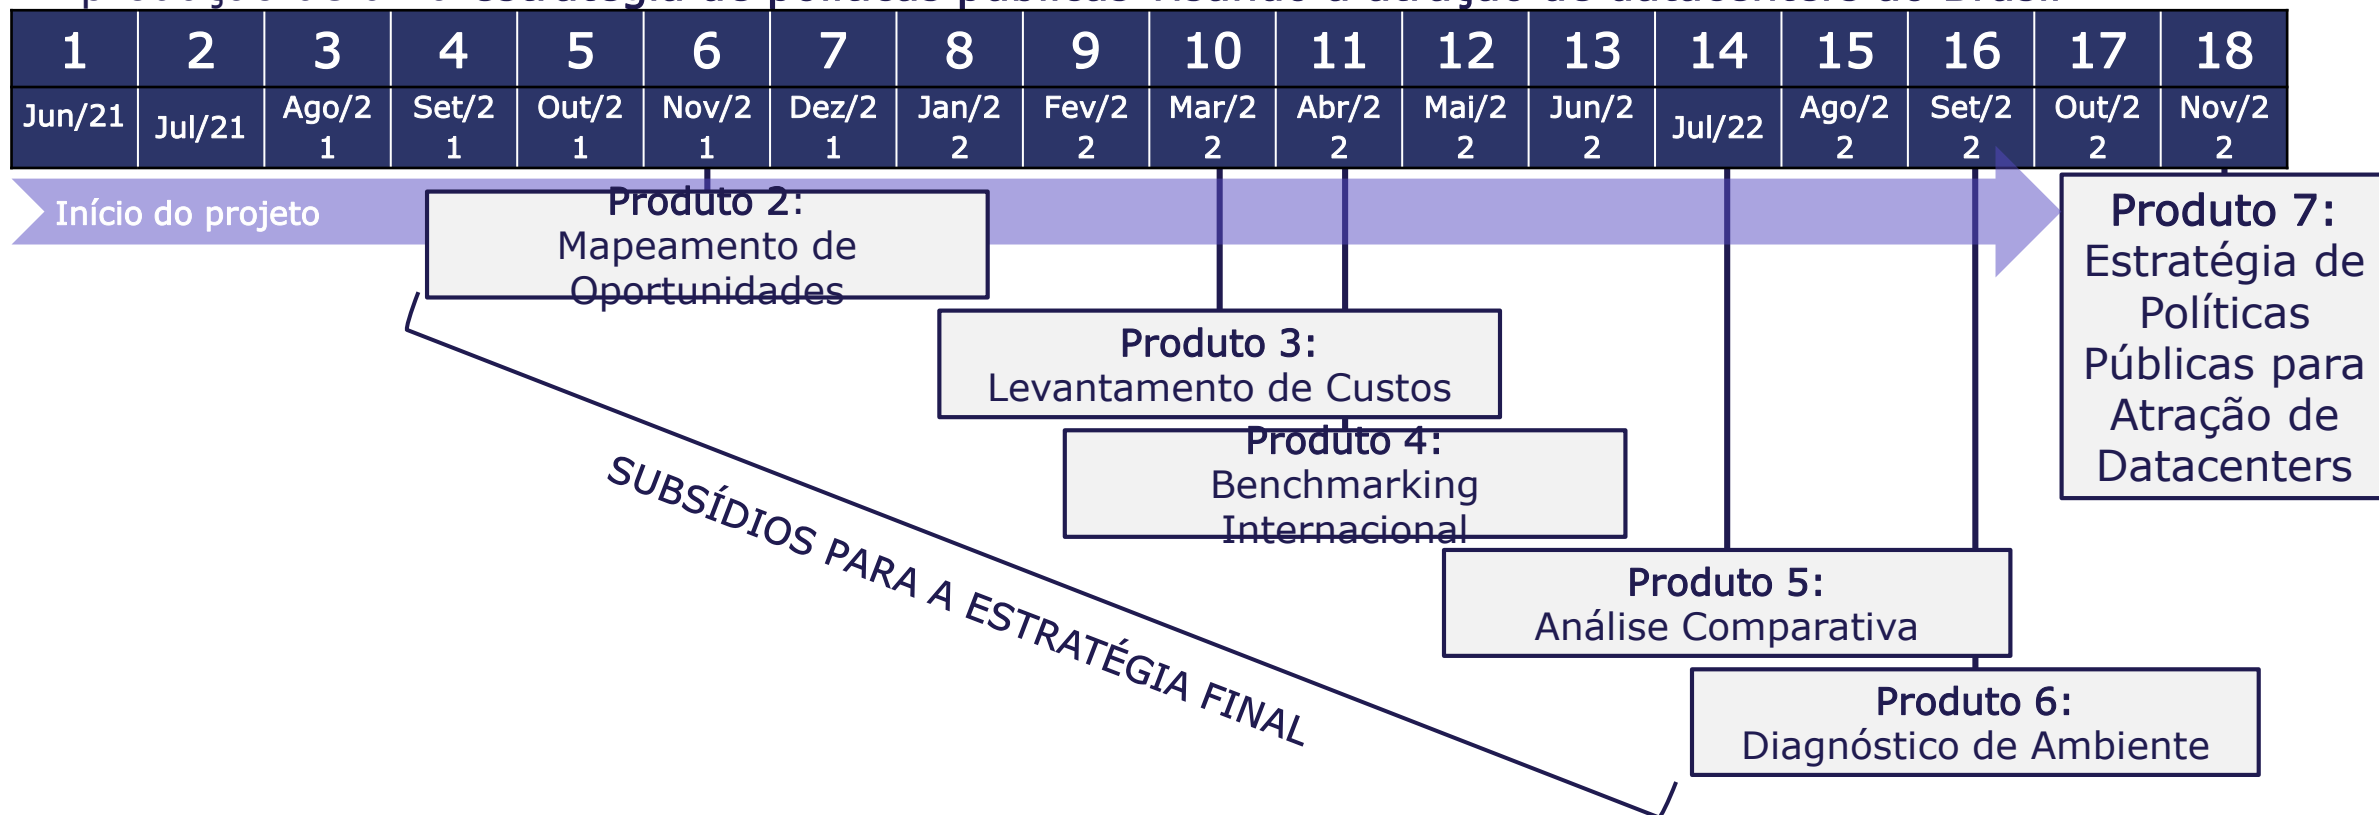 1 2 3 4 5 6 7 8 9 10 11 12 13 14 15 16 17 18
Jun/21 Jul/21 Ago/2 Set/2 Out/2 Nov/2 Dez/2 Jan/2 Fev/2 Mar/2 Abr/2 Mai/2 Jun/2 Jul/22 Ago/2 Set/2 Out/2 Nov/2
1 1 1 1 1 2 2 2 2 2 2 2 2 2 2
Início do projeto
Produto 2:
Mapeamento de
Oportunidades
Produto 3:
Levantamento de Custos
Produto 4:
Benchmarking
Internacional
Produto 5:
Análise Comparativa
Produto 6:
Diagnóstico de Ambiente
Produto 7:
Estratégia de
Políticas
Públicas para
Atração de
Datacenters
SUBSÍDIOS PARA A ESTRATÉGIA FINAL